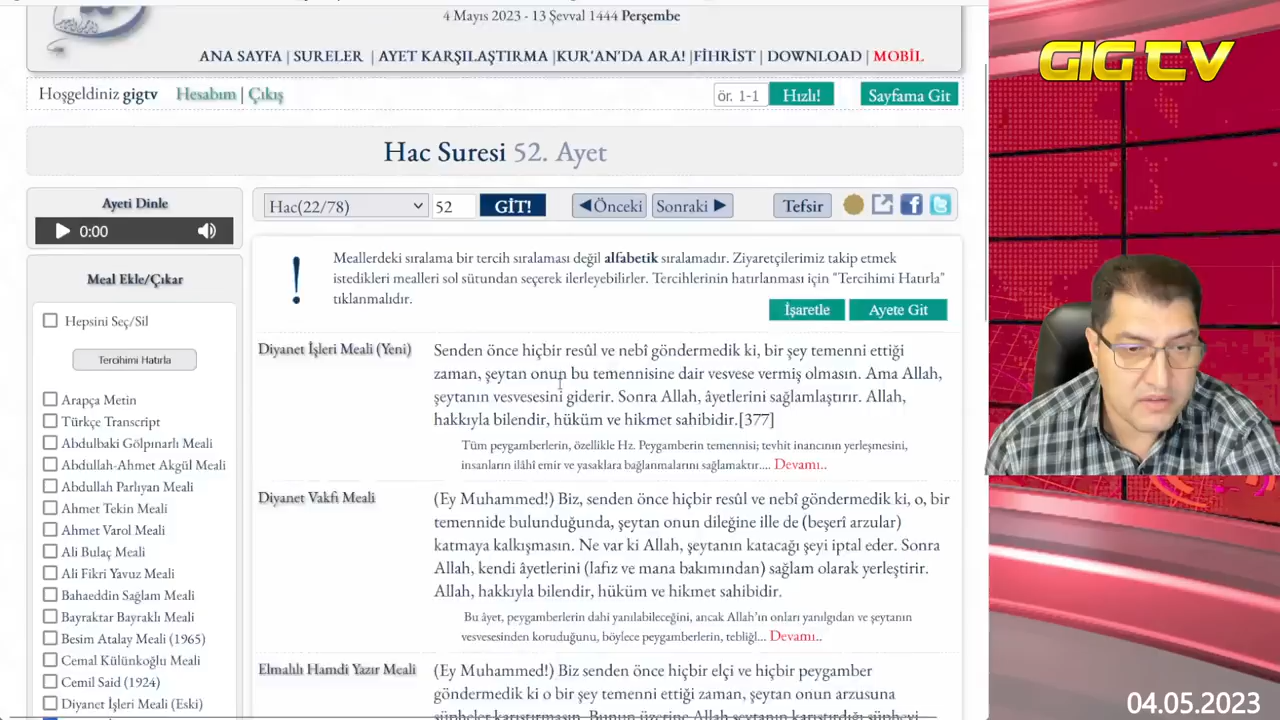 4 Mayıs 2023 - 13 Şevval 1444 Perşembe
ANA SAYFA | SURELER | AYET KARŞILAŞTIRMA |KUR'AN'DA ARA! |FİHRİST | DOWNLOAD | MOBİL
Hoşgeldiniz gigtv Hesabım | Çıkış
ör. 1-1 Hızlı! Sayfama Git
Hac Suresi 52. Ayet
Ayeti Dinle
0:00
Hac(22/78) 52 GİT! ◀Önceki Sonraki ▶ Tefsir
Meal Ekle/Çıkar
Hepsini Seç/Sil
Tercihimi Hatırla
Arapça Metin
Türkçe Transcript
Abdulbaki Gölpınarlı Meali
Abdullah-Ahmet Akgül Meali
Abdullah Parlıyan Meali
Ahmet Tekin Meali
Ahmet Varol Meali
Ali Bulaç Meali
Ali Fikri Yavuz Meali
Bahaeddin Sağlam Meali
Bayraktar Bayraklı Meali
Besim Atalay Meali (1965)
Cemal Külünkoğlu Meali
Cemil Said (1924)
Diyanet İşleri Meali (Eski)
! Meallerdeki sıralama bir tercih sıralaması değil alfabetik sıralamadır. Ziyaretçilerimiz takip etmek
istedikleri mealleri sol sütundan seçerek ilerleyebilirler. Tercihlerinin hatırlanması için "Tercihimi Hatırla"
tıklanmalıdır.
İşaretle Ayete Git
Diyanet İşleri Meali (Yeni)
Senden önce hiçbir resûl ve nebî göndermedik ki, bir şey temenni ettiği
zaman, şeytan onun bu temennisine dair vesvese vermiş olmasın. Ama Allah,
şeytanın vesvesesini giderir. Sonra Allah, âyetlerini sağlamlaştırır. Allah,
hakkıyla bilendir, hüküm ve hikmet sahibidir.[377]
Tüm peygamberlerin, özellikle Hz. Peygamberin temennisi; tevhit inancının yerleşmesini,
insanların ilâhî emir ve yasaklara bağlanmalarını sağlamaktır.... Devamı..
Diyanet Vakfı Meali
(Ey Muhammed!) Biz, senden önce hiçbir resûl ve nebî göndermedik ki, o, bir
temennide bulunduğunda, şeytan onun dileğine ille de (beşerî arzular)
katmaya kalkışmasın. Ne var ki Allah, şeytanın katacağı şeyi iptal eder. Sonra
Allah, kendi âyetlerini (lafız ve mana bakımından) sağlam olarak yerleştirir.
Allah, hakkıyla bilendir, hüküm ve hikmet sahibidir.
Bu âyet, peygamberlerin dahi yanılabileceğini, ancak Allah'ın onları yanılgıdan ve şeytanın
vesvesesinden koruduğunu, böylece peygamberlerin, tebliğl... Devamı..
Elmalılı Hamdi Yazır Meali
(Ey Muhammed!) Biz senden önce hiçbir elçi ve hiçbir peygamber
göndermedik ki o bir şey temenni ettiği zaman, şeytan onun arzusuna
şüpheler karıştırmasın. Bunun üzerine Allah şeytanın karıştırdığı şüpheyi
GIG TV
04.05.2023